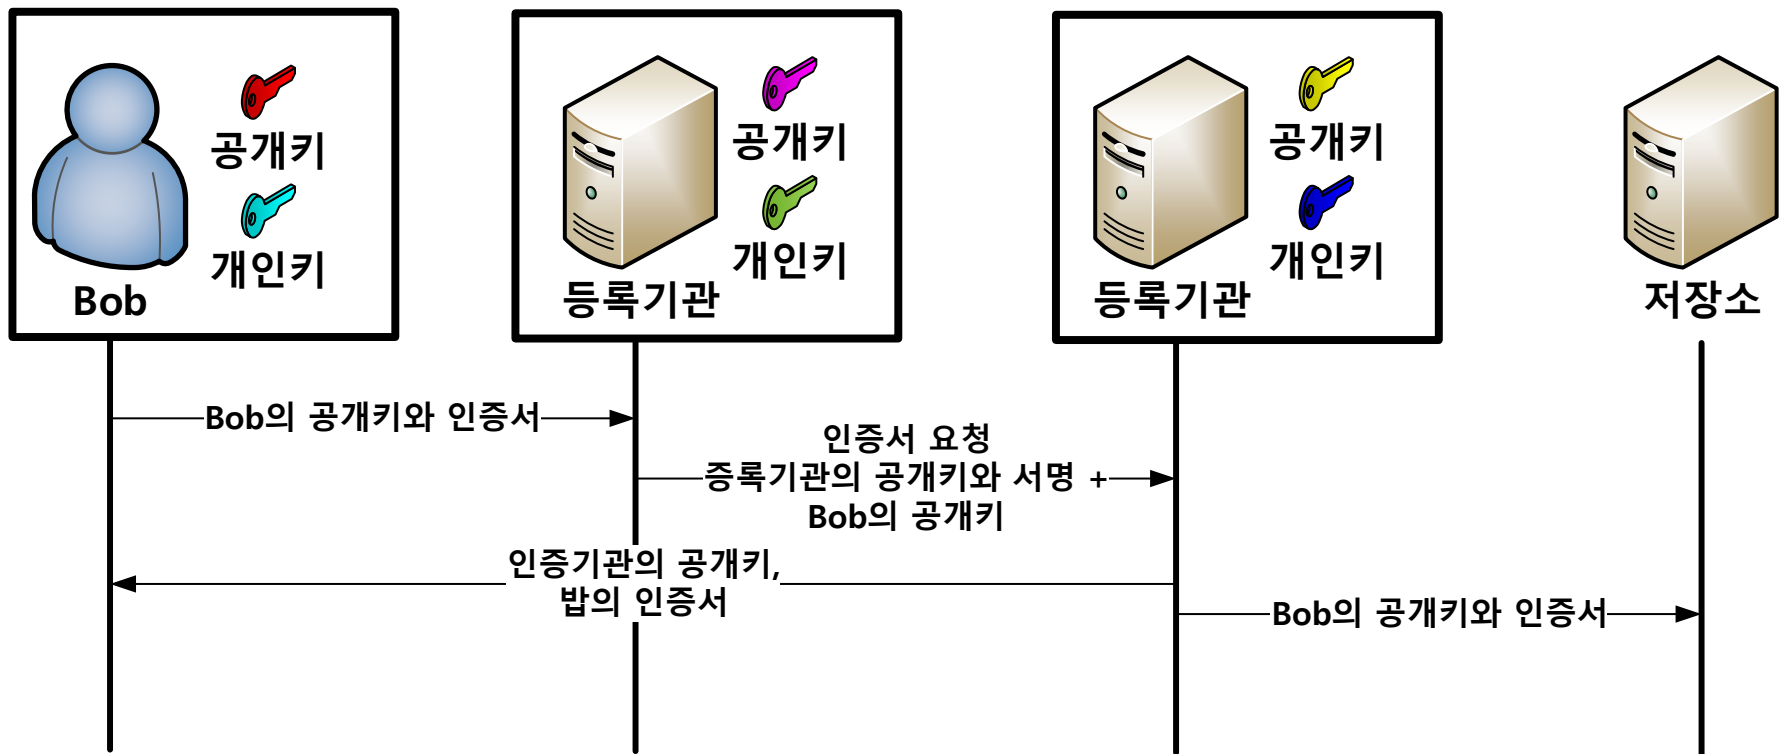 공개키
개인키
Bob
공개키
개인키
등록기관
공개키
개인키
등록기관
저장소
Bob의 공개키와 인증서
인증서 요청
증록기관의 공개키와 서명 +
Bob의 공개키
인증기관의 공개키,
밥의 인증서
Bob의 공개키와 인증서